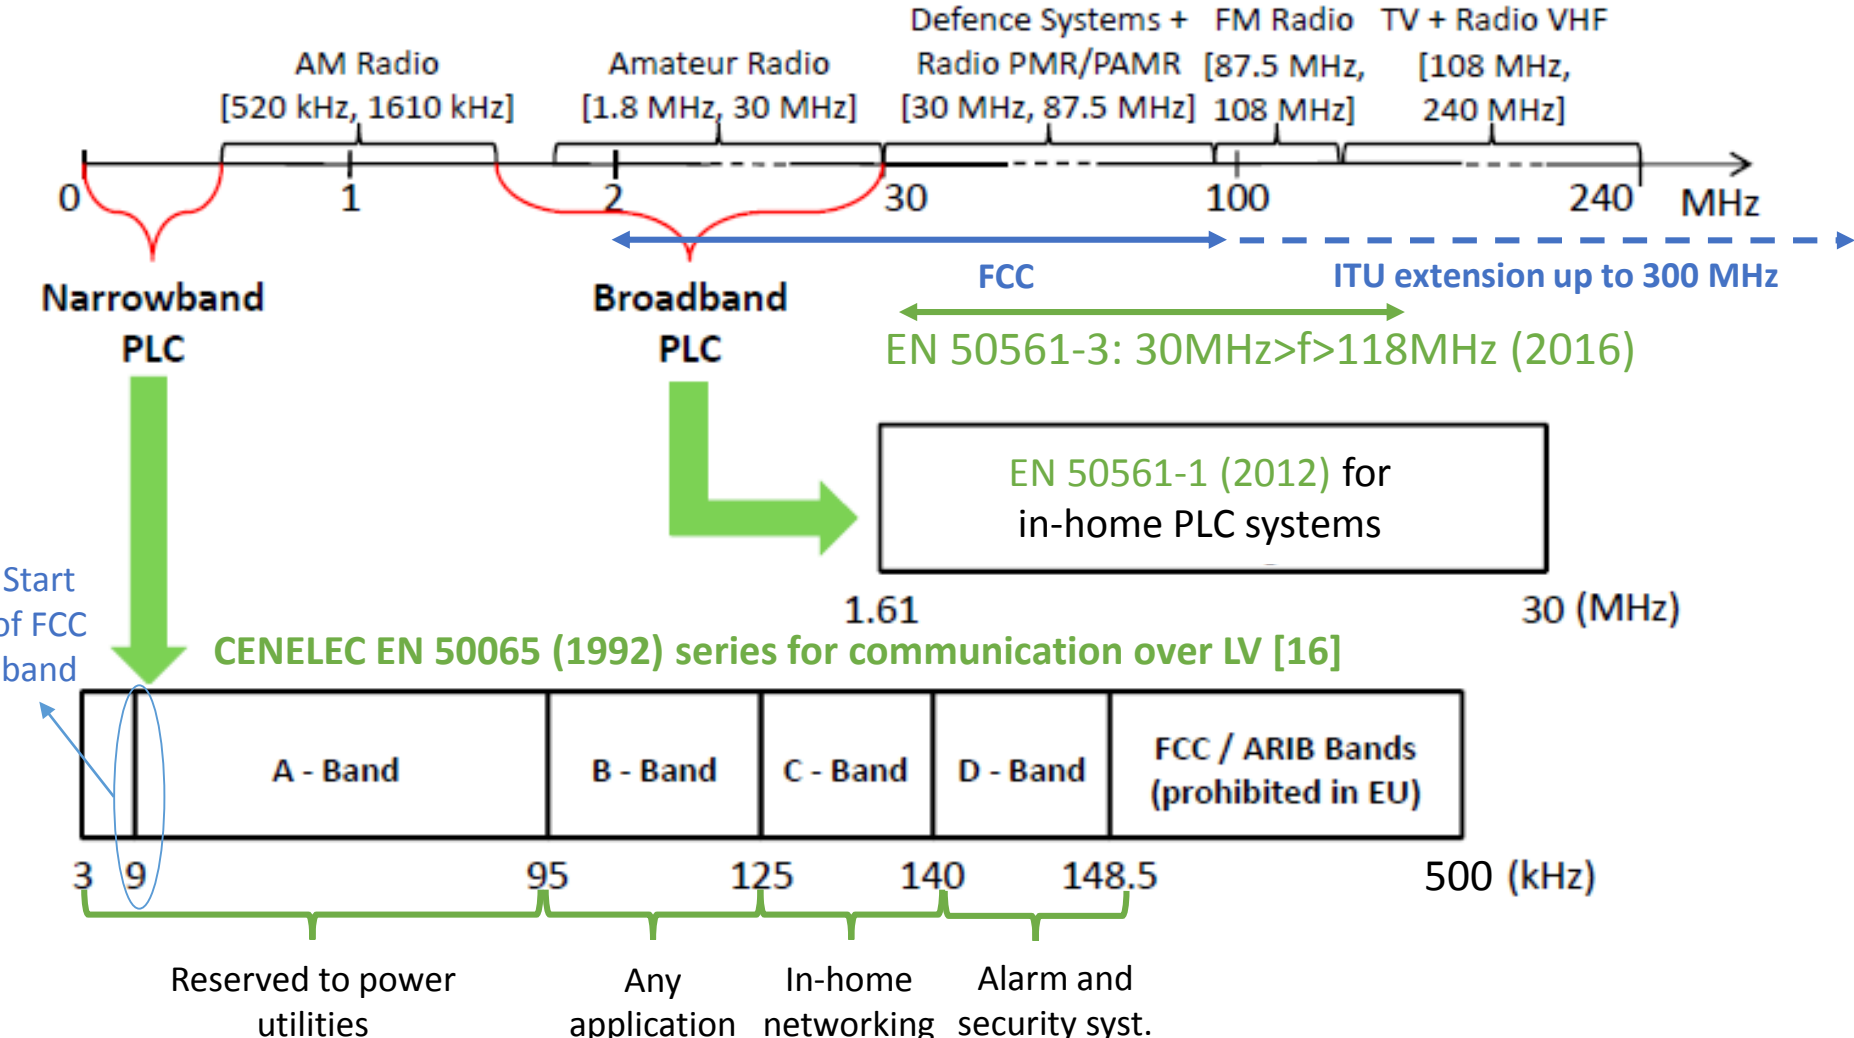 Defence Systems +
Radio PMR/PAMR
[30 MHz, 87.5 MHz]
FM Radio
[87.5 MHz,
108 MHz]
TV + Radio VHF
[108 MHz,
240 MHz]
AM Radio
[520 kHz, 1610 kHz]
Amateur Radio
[1.8 MHz, 30 MHz]
0
1
2
30
100
240
MHz
FCC
ITU extension up to 300 MHz
Narrowband
PLC
Broadband
PLC
EN 50561-3: 30MHz>f>118MHz (2016)
EN 50561-1 (2012) for
in-home PLC systems
1.61
30 (MHz)
Start
of FCC
band
CENELEC EN 50065 (1992) series for communication over LV [16]
A - Band
B - Band
C - Band
D - Band
FCC / ARIB Bands
(prohibited in EU)
3
9
95
125
140
148.5
500 (kHz)
Reserved to power
utilities
Any
application
In-home
networking
Alarm and
security syst.